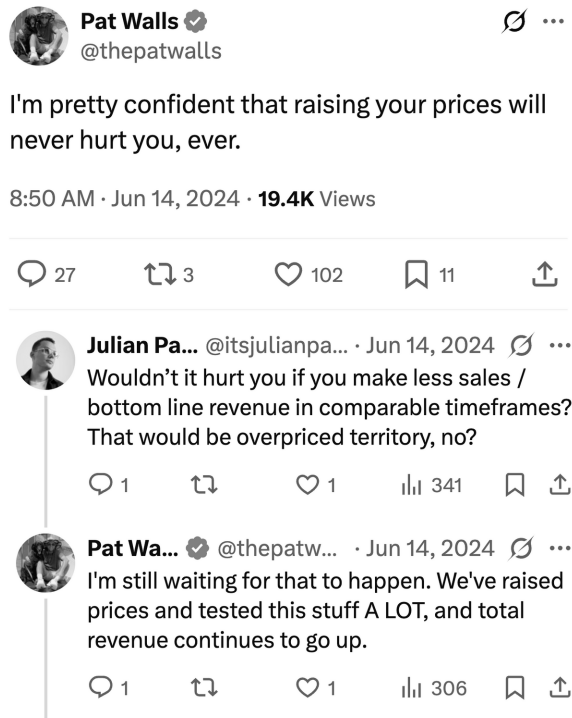 Pat Walls
@thepatwalls
I'm pretty confident that raising your prices will
never hurt you, ever.
8:50 AM · Jun 14, 2024 · 19.4K Views
27 3 102 11
Julian Pa... @itsjulianpa... · Jun 14, 2024
Wouldn’t it hurt you if you make less sales /
bottom line revenue in comparable timeframes?
That would be overpriced territory, no?
1 1 341
Pat Wa... @thepatw... · Jun 14, 2024
I'm still waiting for that to happen. We've raised
prices and tested this stuff A LOT, and total
revenue continues to go up.
1 1 306